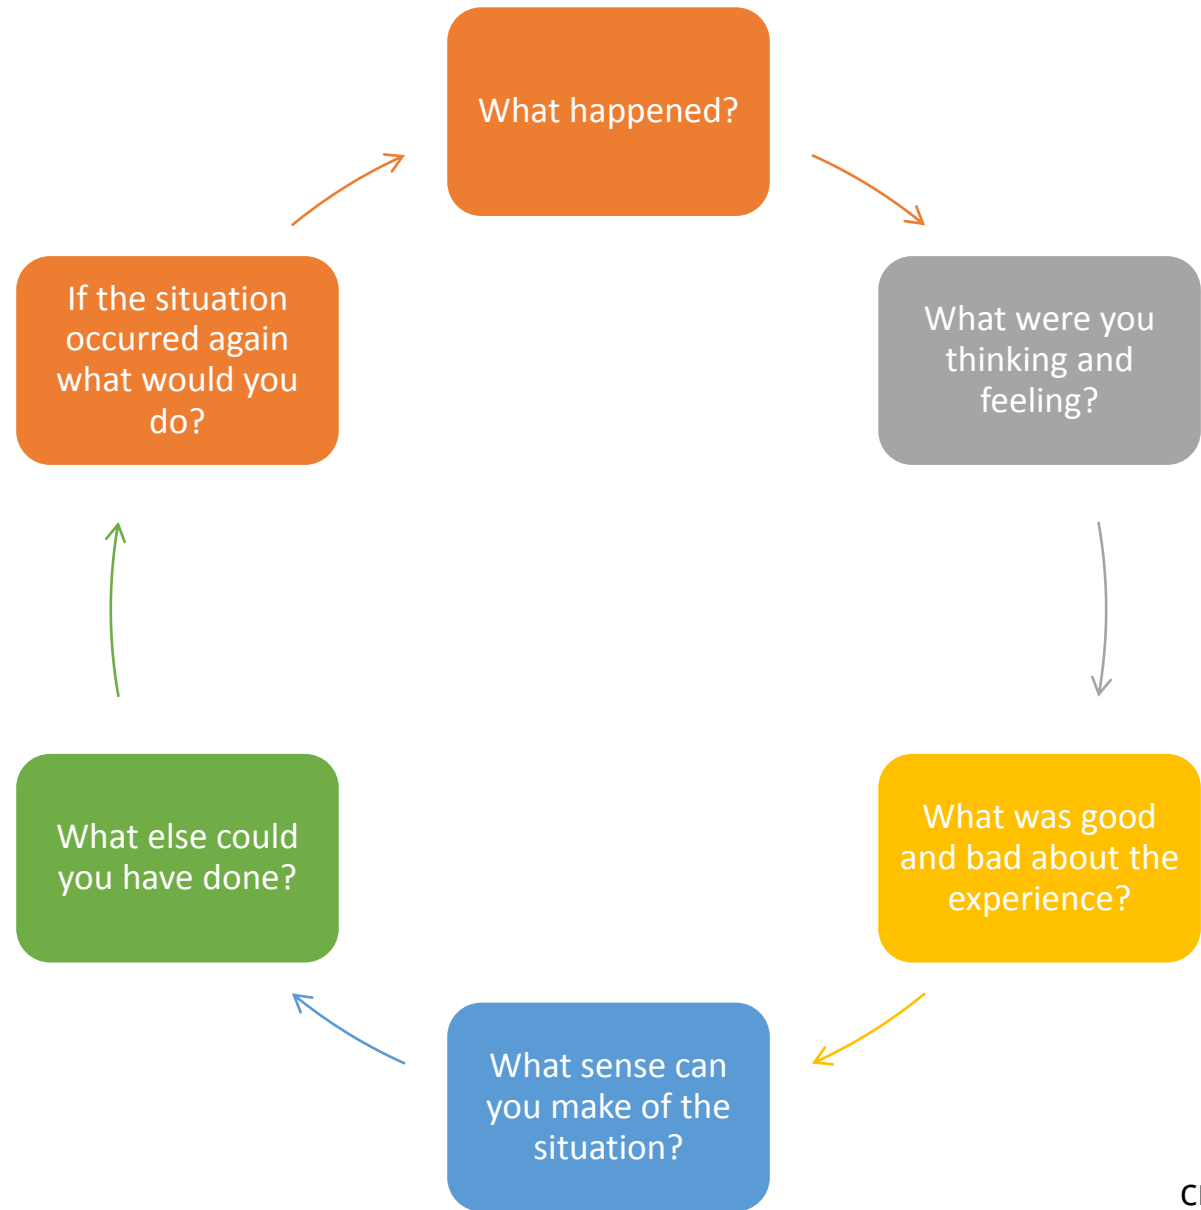 What happened?
What were you
thinking and
feeling?
What was good
and bad about the
experience?
What sense can
you make of the
situation?
What else could
you have done?
If the situation
occurred again
what would you
do?